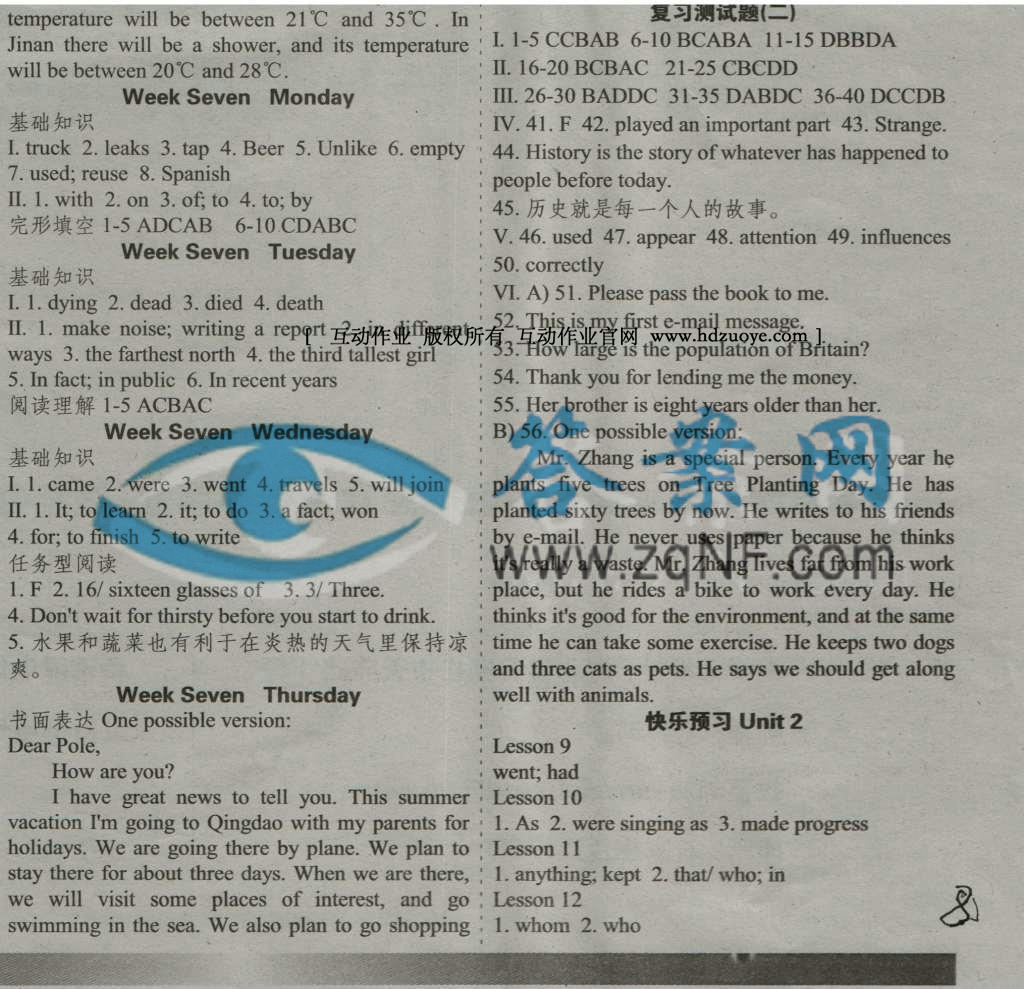 temperature will be between 21℃ and 35℃. In
Jinan there will be a shower, and its temperature
will be between 20℃ and 28℃.
Week Seven Monday
基础知识
I. truck 2. leaks 3. tap 4. Beer 5. Unlike 6. empty
7. used; reuse 8. Spanish
II. 1. with 2. on 3. of; to 4. to; by
完形填空 1-5 ADCAB 6-10 CDABC
Week Seven Tuesday
基础知识
I. 1. dying 2. dead 3. died 4. death
II. 1. make noise; writing a report 2. in different
ways 3. the farthest north 4. the third tallest girl
5. In fact; in public 6. In recent years
阅读理解 1-5 ACBAC
Week Seven Wednesday
基础知识
I. 1. came 2. were 3. went 4. travels 5. will join
II. 1. It; to learn 2. it; to do 3. a fact; won
4. for; to finish 5. to write
任务型阅读
1. F 2. 16/ sixteen glasses of 3. 3/ Three.
4. Don't wait for thirsty before you start to drink.
5. 水果和蔬菜也有利于在炎热的天气里保持凉
爽。
Week Seven Thursday
书面表达 One possible version:
Dear Pole,
How are you?
I have great news to tell you. This summer
vacation I'm going to Qingdao with my parents for
holidays. We are going there by plane. We plan to
stay there for about three days. When we are there,
we will visit some places of interest, and go
swimming in the sea. We also plan to go shopping
复习测试题(二)
I. 1-5 CCBAB 6-10 BCABA 11-15 DBBDA
II. 16-20 BCBAC 21-25 CBCDD
III. 26-30 BADDC 31-35 DABDC 36-40 DCCDB
IV. 41. F 42. played an important part 43. Strange.
44. History is the story of whatever has happened to
people before today.
45. 历史就是每一个人的故事。
V. 46. used 47. appear 48. attention 49. influences
50. correctly
VI. A) 51. Please pass the book to me.
52. This is my first e-mail message.
[ 互动作业 版权所有 互动作业官网 www.hdzuoye.com ]
53. How large is the population of Britain?
54. Thank you for lending me the money.
55. Her brother is eight years older than her.
B) 56. One possible version:
Mr. Zhang is a special person. Every year he
plants five trees on Tree Planting Day. He has
planted sixty trees by now. He writes to his friends
by e-mail. He never uses paper because he thinks
it's really a waste. Mr. Zhang lives far from his work
place, but he rides a bike to work every day. He
thinks it's good for the environment, and at the same
time he can take some exercise. He keeps two dogs
and three cats as pets. He says we should get along
well with animals.
答案网
www.zqNF.com
快乐预习 Unit 2
Lesson 9
went; had
Lesson 10
1. As 2. were singing as 3. made progress
Lesson 11
1. anything; kept 2. that/ who; in
Lesson 12
1. whom 2. who